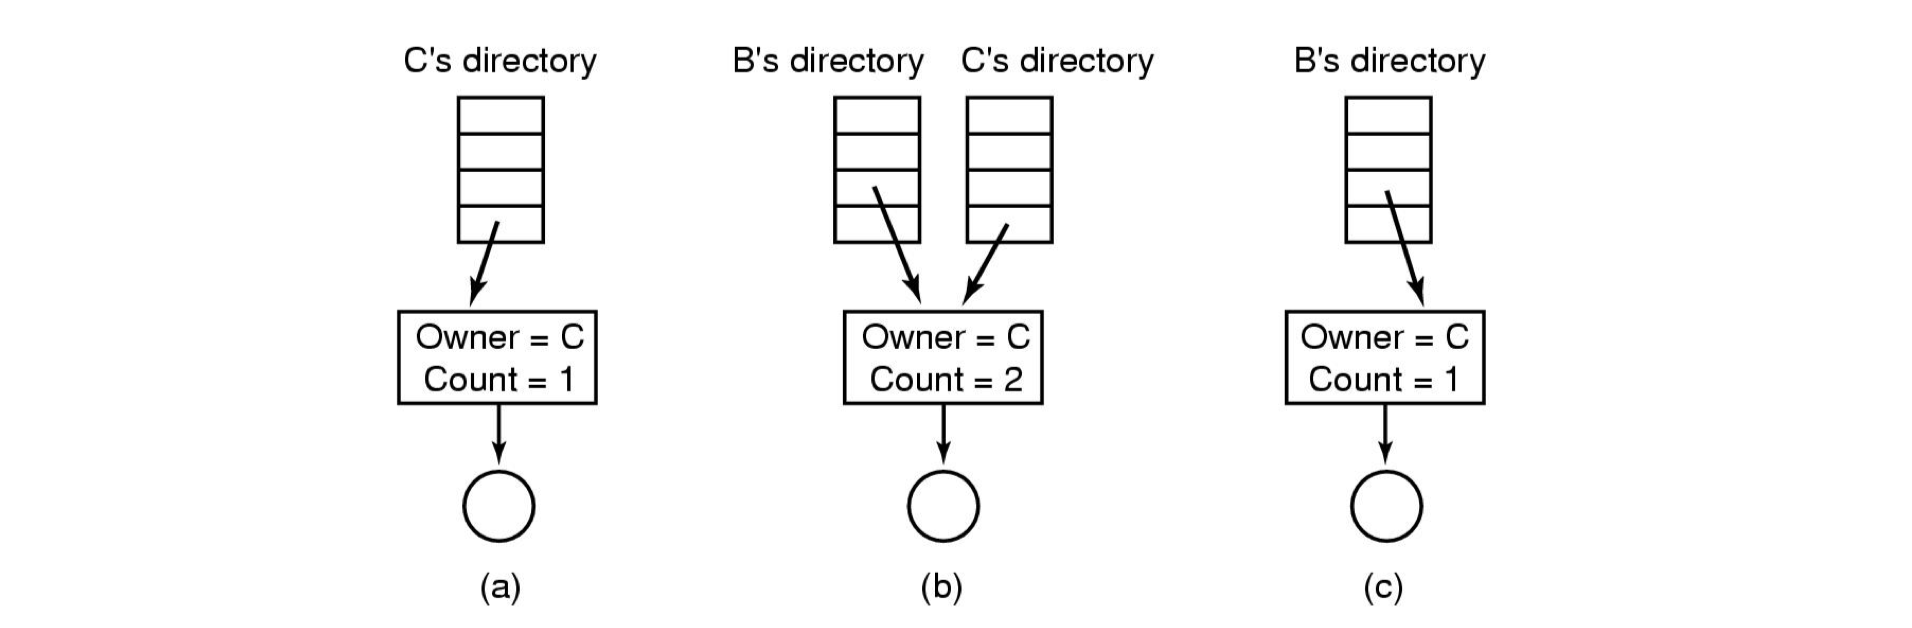 C's directory
B's directory C's directory
B's directory
Owner = C
Count = 1
Owner = C
Count = 2
Owner = C
Count = 1
(a)
(b)
(c)